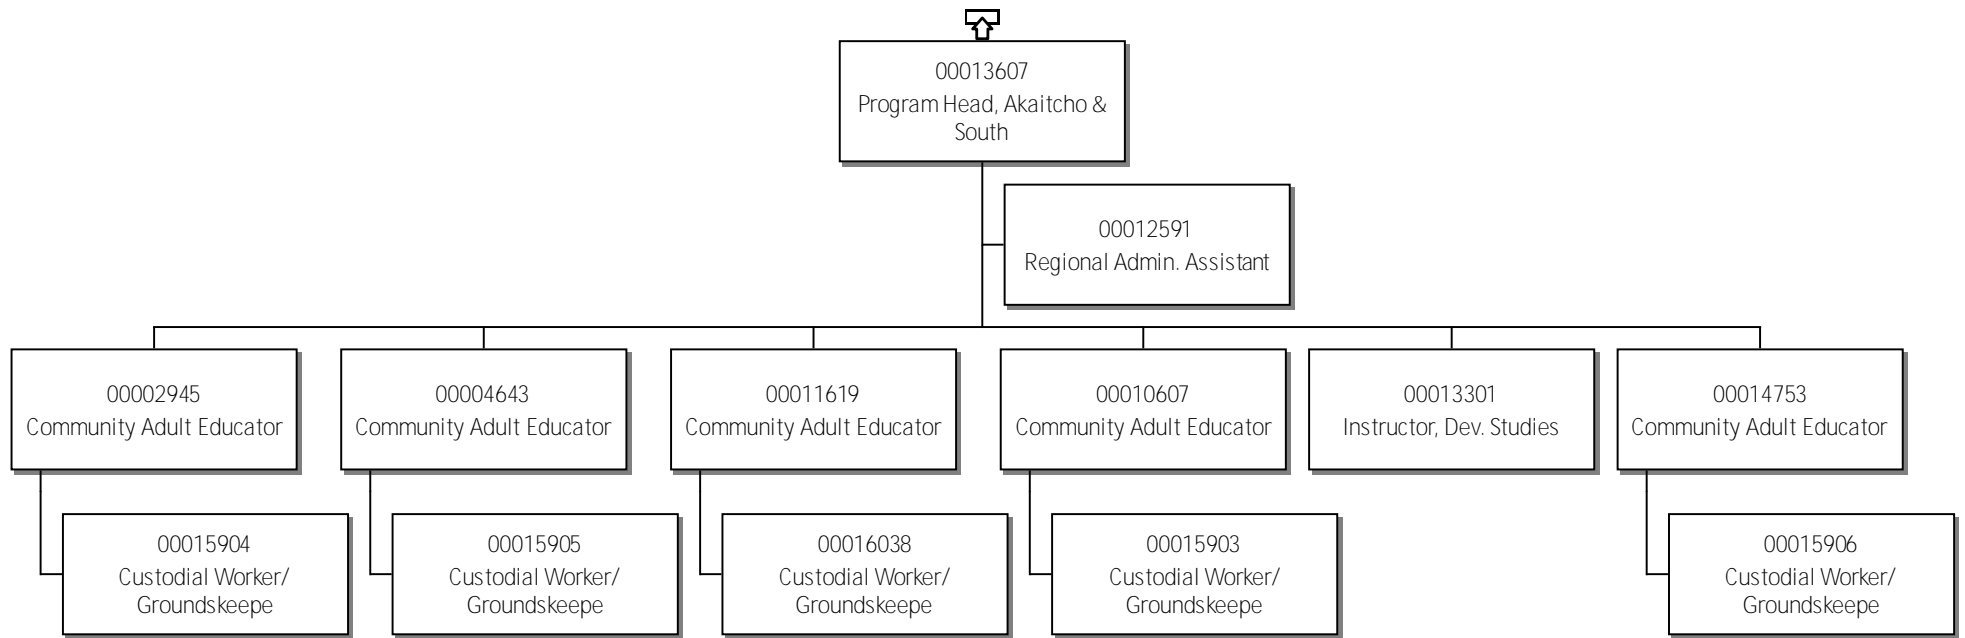 00013607
Program Head, Akaitcho &
South
00012591
Regional Admin. Assistant
00002945
Community Adult Educator
00004643
Community Adult Educator
00011619
Community Adult Educator
00010607
Community Adult Educator
00013301
Instructor, Dev. Studies
00014753
Community Adult Educator
00015904
Custodial Worker/
Groundskeepe
00015905
Custodial Worker/
Groundskeepe
00016038
Custodial Worker/
Groundskeepe
00015903
Custodial Worker/
Groundskeepe
00015906
Custodial Worker/
Groundskeepe